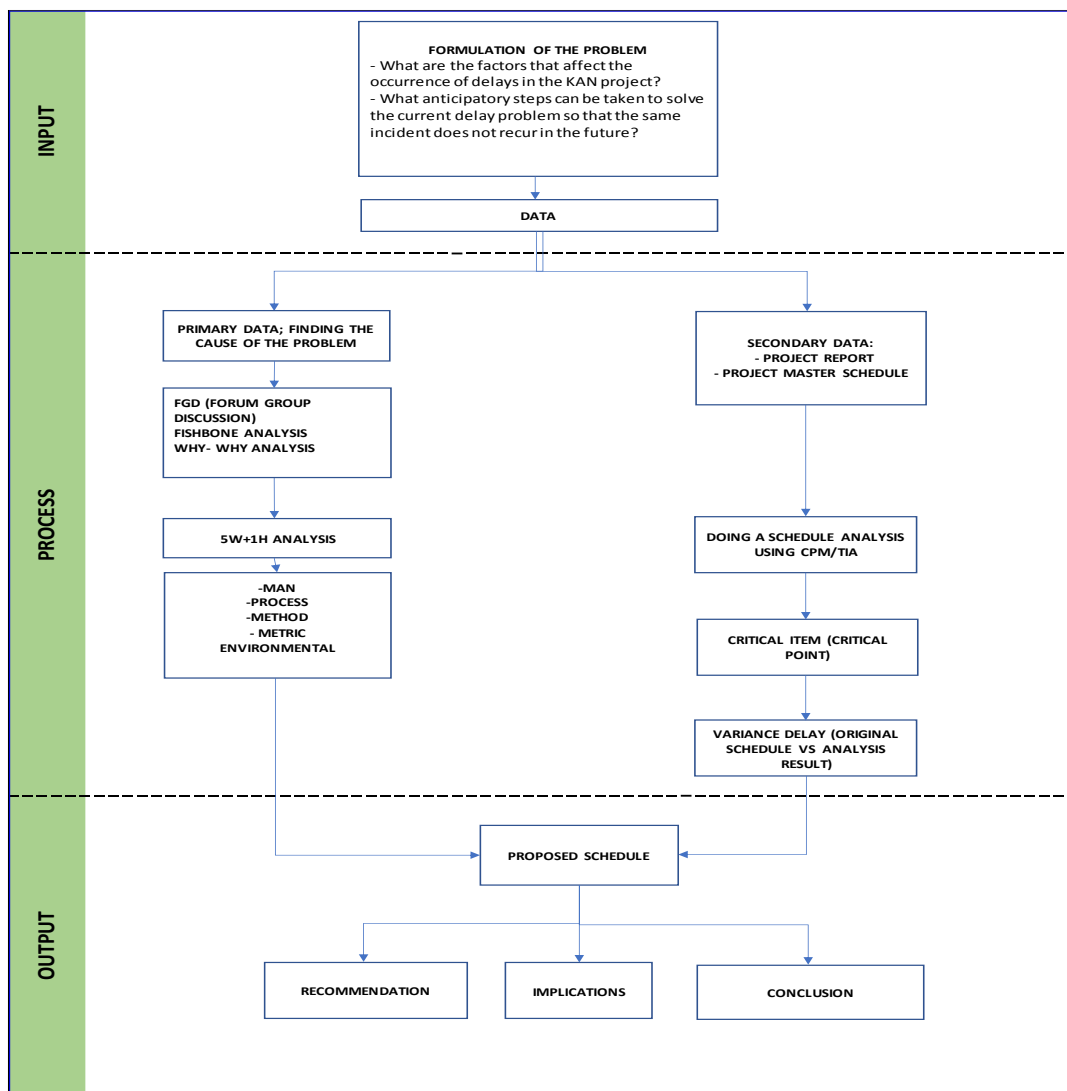 INPUT
FORMULATION OF THE PROBLEM
- What are the factors that affect the
occurrence of delays in the KAN project?
- What anticipatory steps can be taken to solve
the current delay problem so that the same
incident does not recur in the future?
DATA
PROCESS
PRIMARY DATA; FINDING THE
CAUSE OF THE PROBLEM
FGD (FORUM GROUP
DISCUSSION)
FISHBONE ANALYSIS
WHY- WHY ANALYSIS
5W+1H ANALYSIS
-MAN
-PROCESS
-METHOD
- METRIC
ENVIRONMENTAL
SECONDARY DATA:
- PROJECT REPORT
- PROJECT MASTER SCHEDULE
DOING A SCHEDULE ANALYSIS
USING CPM/TIA
CRITICAL ITEM (CRITICAL
POINT)
VARIANCE DELAY (ORIGINAL
SCHEDULE VS ANALYSIS
RESULT)
OUTPUT
PROPOSED SCHEDULE
RECOMMENDATION
IMPLICATIONS
CONCLUSION